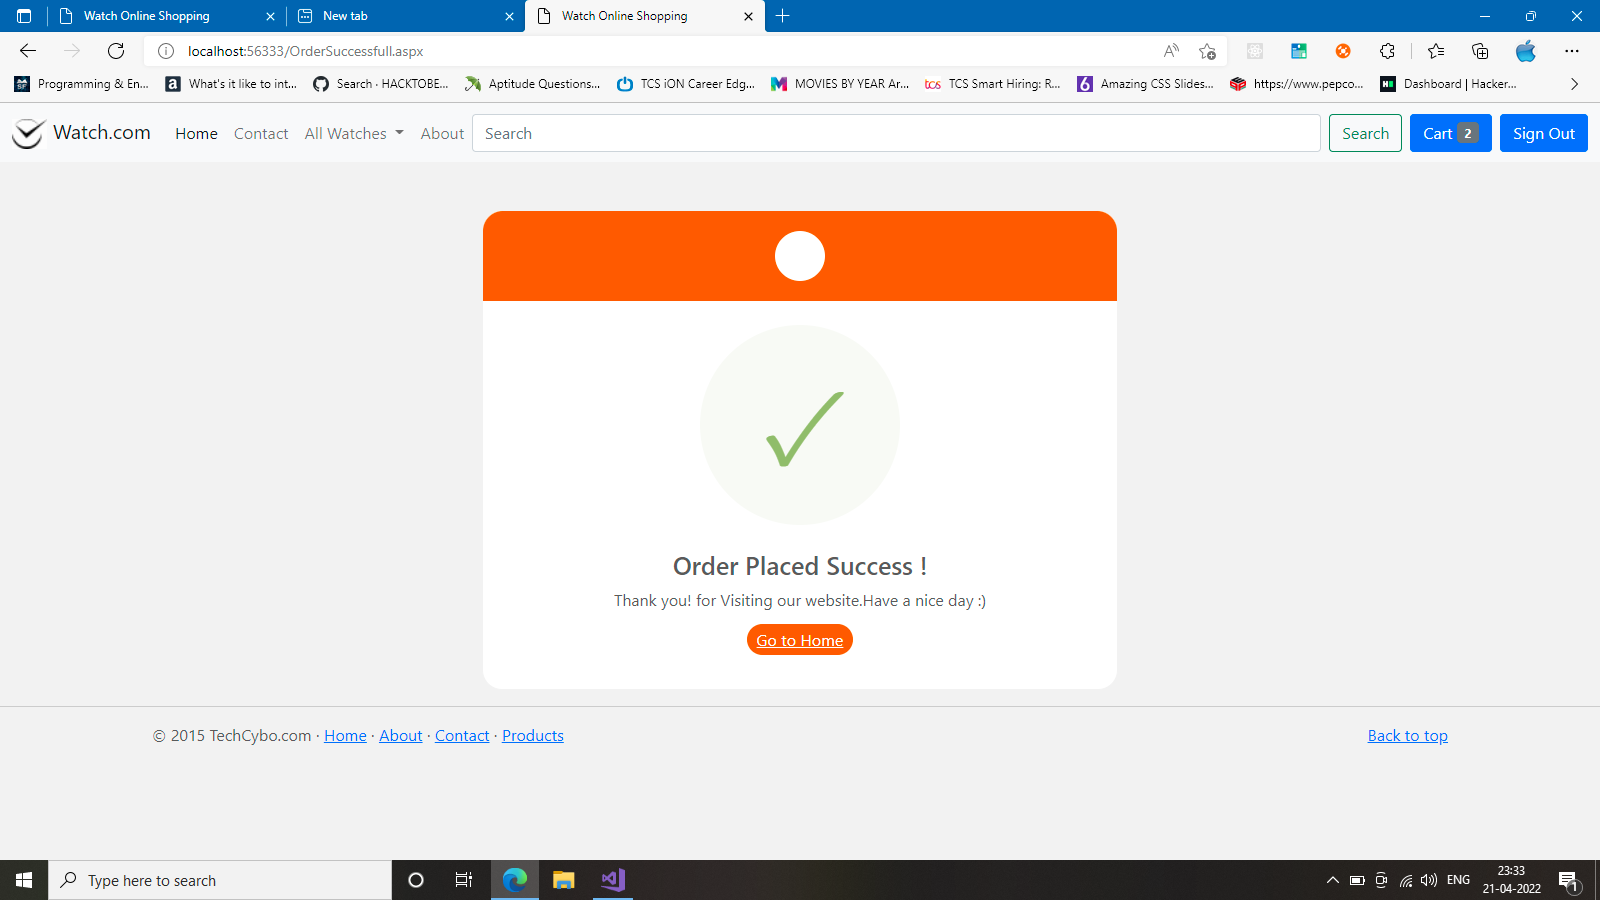 Watch Online Shopping
New tab
Watch Online Shopping
localhost:56333/OrderSuccessfull.aspx
Programming & En...
What's it like to int...
Search · HACKTOBE...
Aptitude Questions...
TCS iON Career Edg...
MOVIES BY YEAR Ar...
TCS Smart Hiring: R...
Amazing CSS Slides...
https://www.pepco...
Dashboard | Hacker...
Watch.com
Home
Contact
All Watches
About
Search
Search
Cart 2
Sign Out
Order Placed Success !
Thank you! for Visiting our website.Have a nice day :)
Go to Home
© 2015 TechCybo.com · Home · About · Contact · Products
Back to top
Type here to search
ENG
23:33
21-04-2022
1